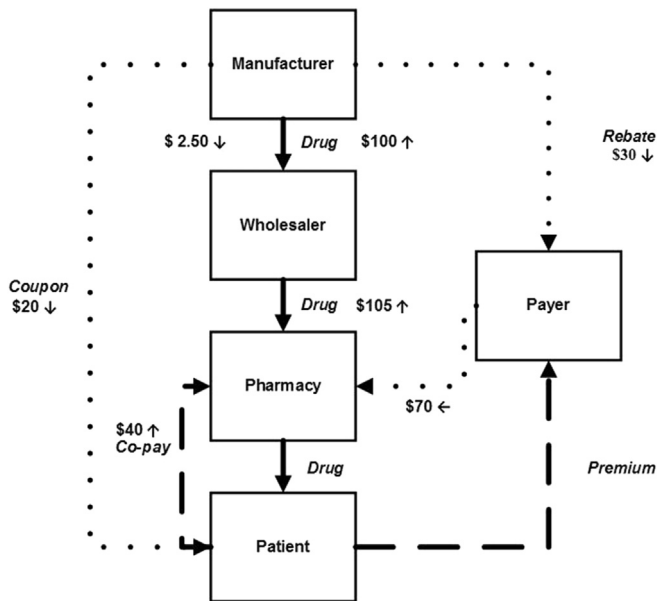 Manufacturer
$ 2.50 ↓ Drug $100 ↑
Rebate
$30 ↓
Wholesaler
Coupon
$20 ↓
Drug $105 ↑
Payer
Pharmacy
$70 ←
$40 ↑
Co-pay
Drug
Premium
Patient